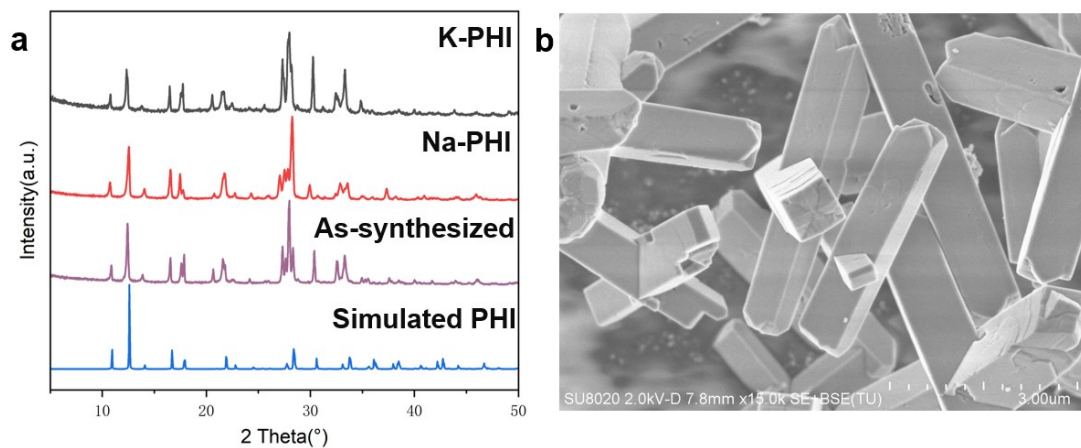 a
K-PHI
Na-PHI
As-synthesized
Simulated PHI
Intensity(a.u.)
10 20 30 40 50
2 Theta(°)
b
SU8020 2.0kV-D 7.8mm x15.0k SE+BSE(TU) 3.00um